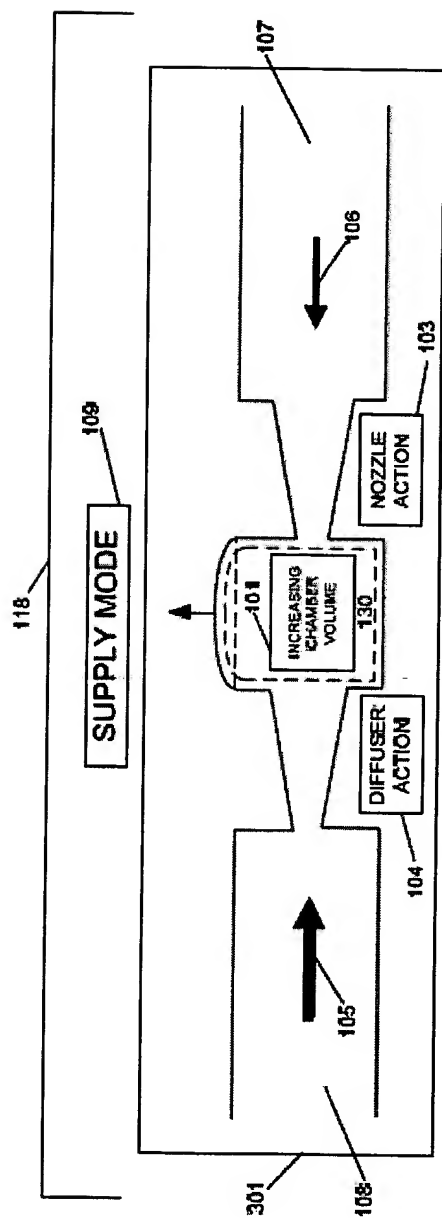 118
SUPPLY MODE
109
107
101
INCREASING
CHAMBER
VOLUME
106
105
130
108
301
DIFFUSER
ACTION
NOZZLE
ACTION
104
103